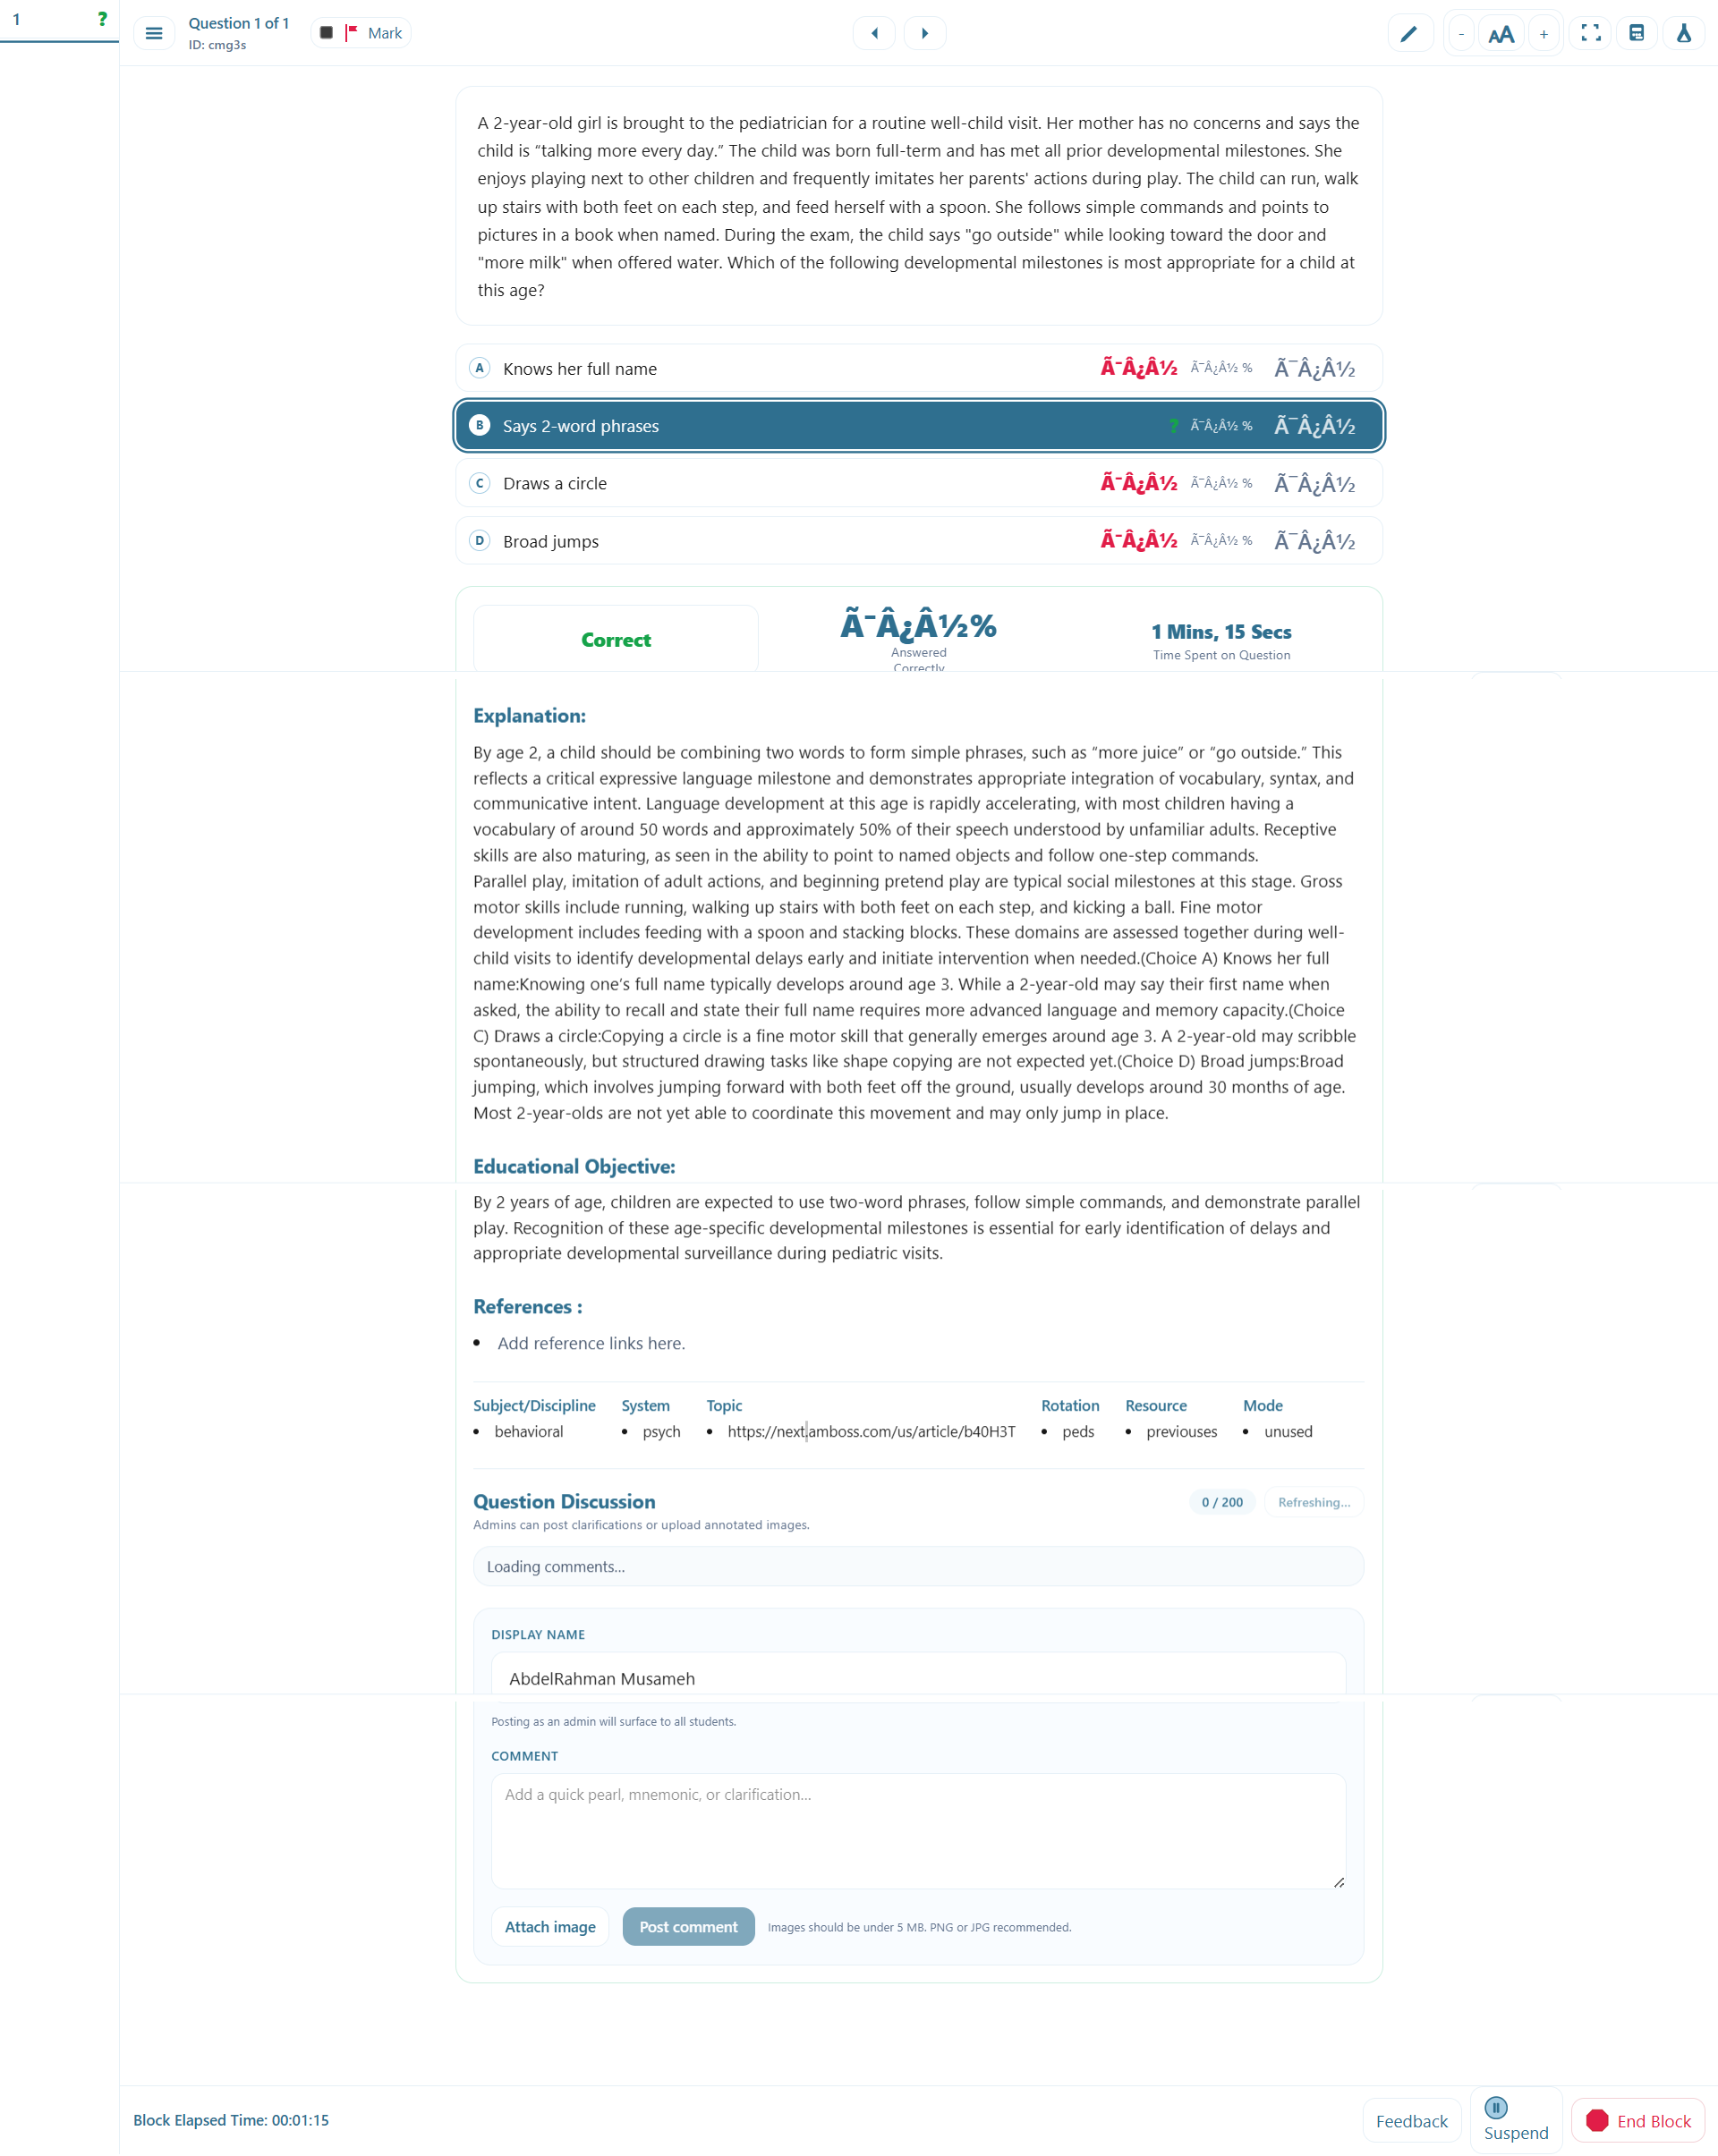 1 ?
Question 1 of 1
ID: cmg3s
Mark
- AA +
A 2-year-old girl is brought to the pediatrician for a routine well-child visit. Her mother has no concerns and says the
child is “talking more every day.” The child was born full-term and has met all prior developmental milestones. She
enjoys playing next to other children and frequently imitates her parents' actions during play. The child can run, walk
up stairs with both feet on each step, and feed herself with a spoon. She follows simple commands and points to
pictures in a book when named. During the exam, the child says "go outside" while looking toward the door and
"more milk" when offered water. Which of the following developmental milestones is most appropriate for a child at
this age?
A Knows her full name Ã¯Â¿Â½ Ã¯Â¿Â½ % Ã¯Â¿Â½
B Says 2-word phrases ? Ã¯Â¿Â½ % Ã¯Â¿Â½
C Draws a circle Ã¯Â¿Â½ Ã¯Â¿Â½ % Ã¯Â¿Â½
D Broad jumps Ã¯Â¿Â½ Ã¯Â¿Â½ % Ã¯Â¿Â½
Correct
Ã¯Â¿Â½%
Answered
Correctly
1 Mins, 15 Secs
Time Spent on Question
Explanation:
By age 2, a child should be combining two words to form simple phrases, such as “more juice” or “go outside.” This
reflects a critical expressive language milestone and demonstrates appropriate integration of vocabulary, syntax, and
communicative intent. Language development at this age is rapidly accelerating, with most children having a
vocabulary of around 50 words and approximately 50% of their speech understood by unfamiliar adults. Receptive
skills are also maturing, as seen in the ability to point to named objects and follow one-step commands.
Parallel play, imitation of adult actions, and beginning pretend play are typical social milestones at this stage. Gross
motor skills include running, walking up stairs with both feet on each step, and kicking a ball. Fine motor
development includes feeding with a spoon and stacking blocks. These domains are assessed together during well-
child visits to identify developmental delays early and initiate intervention when needed.(Choice A) Knows her full
name:Knowing one’s full name typically develops around age 3. While a 2-year-old may say their first name when
asked, the ability to recall and state their full name requires more advanced language and memory capacity.(Choice
C) Draws a circle:Copying a circle is a fine motor skill that generally emerges around age 3. A 2-year-old may scribble
spontaneously, but structured drawing tasks like shape copying are not expected yet.(Choice D) Broad jumps:Broad
jumping, which involves jumping forward with both feet off the ground, usually develops around 30 months of age.
Most 2-year-olds are not yet able to coordinate this movement and may only jump in place.
Educational Objective:
By 2 years of age, children are expected to use two-word phrases, follow simple commands, and demonstrate parallel
play. Recognition of these age-specific developmental milestones is essential for early identification of delays and
appropriate developmental surveillance during pediatric visits.
References :
• Add reference links here.
Subject/Discipline System Topic Rotation Resource Mode
• behavioral • psych • https://next.amboss.com/us/article/b40H3T • peds • previouses • unused
Question Discussion 0 / 200 Refreshing...
Admins can post clarifications or upload annotated images.
Loading comments...
DISPLAY NAME
AbdelRahman Musameh
Posting as an admin will surface to all students.
COMMENT
Add a quick pearl, mnemonic, or clarification...
Attach image Post comment Images should be under 5 MB. PNG or JPG recommended.
Block Elapsed Time: 00:01:15
Feedback
Suspend
End Block